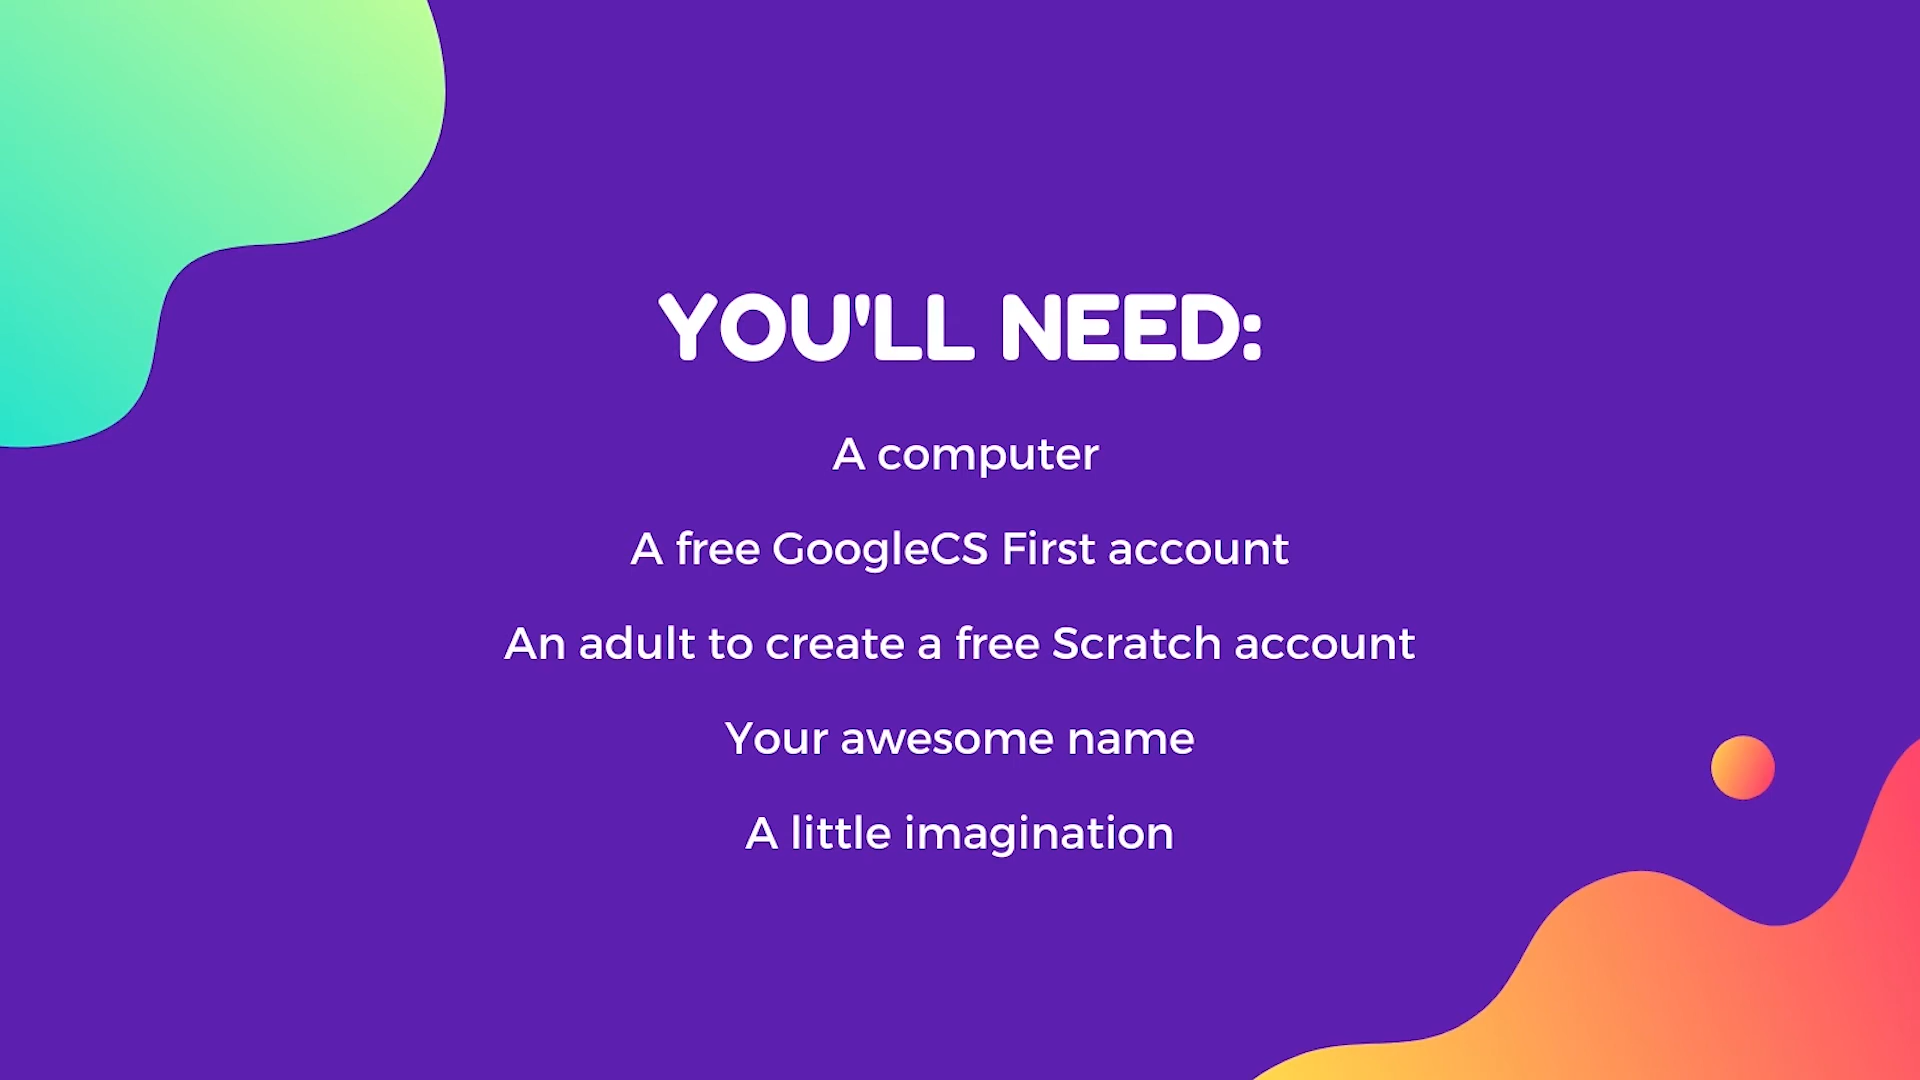 YOU'LL NEED:
A computer
A free GoogleCS First account
An adult to create a free Scratch account
Your awesome name
A little imagination